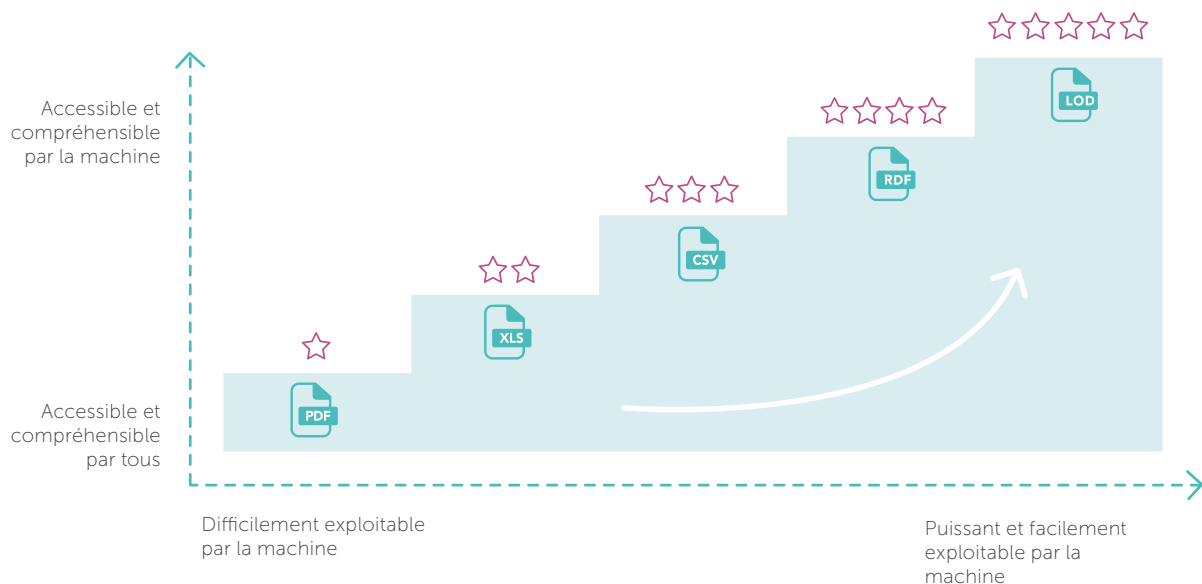 Accessible et
compréhensible
par la machine
LOD
RDF
CSV
XLS
PDF
Accessible et
compréhensible
par tous
Difficilement exploitable
par la machine
Puissant et facilement
exploitable par la
machine